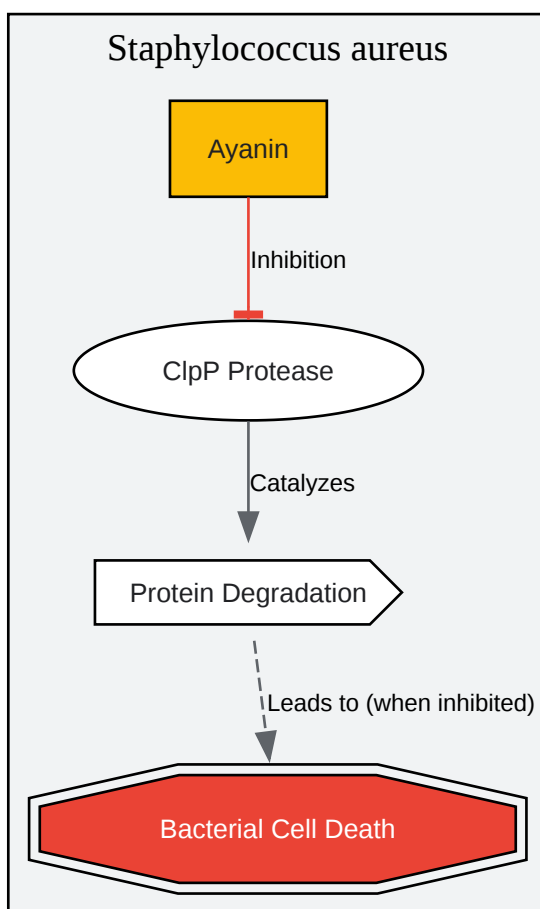 Staphylococcus aureus
Ayanin
Inhibition
ClpP Protease
Catalyzes
Protein Degradation
Leads to (when inhibited)
Bacterial Cell Death